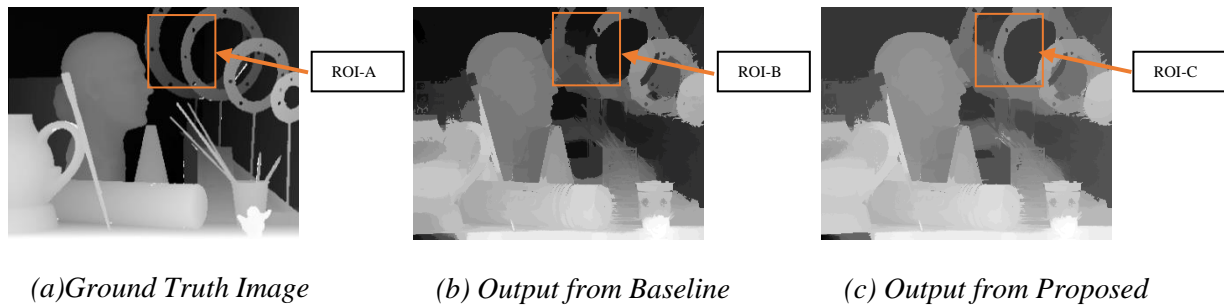 ROI-A
ROI-B
ROI-C
(a)Ground Truth Image
(b) Output from Baseline
(c) Output from Proposed